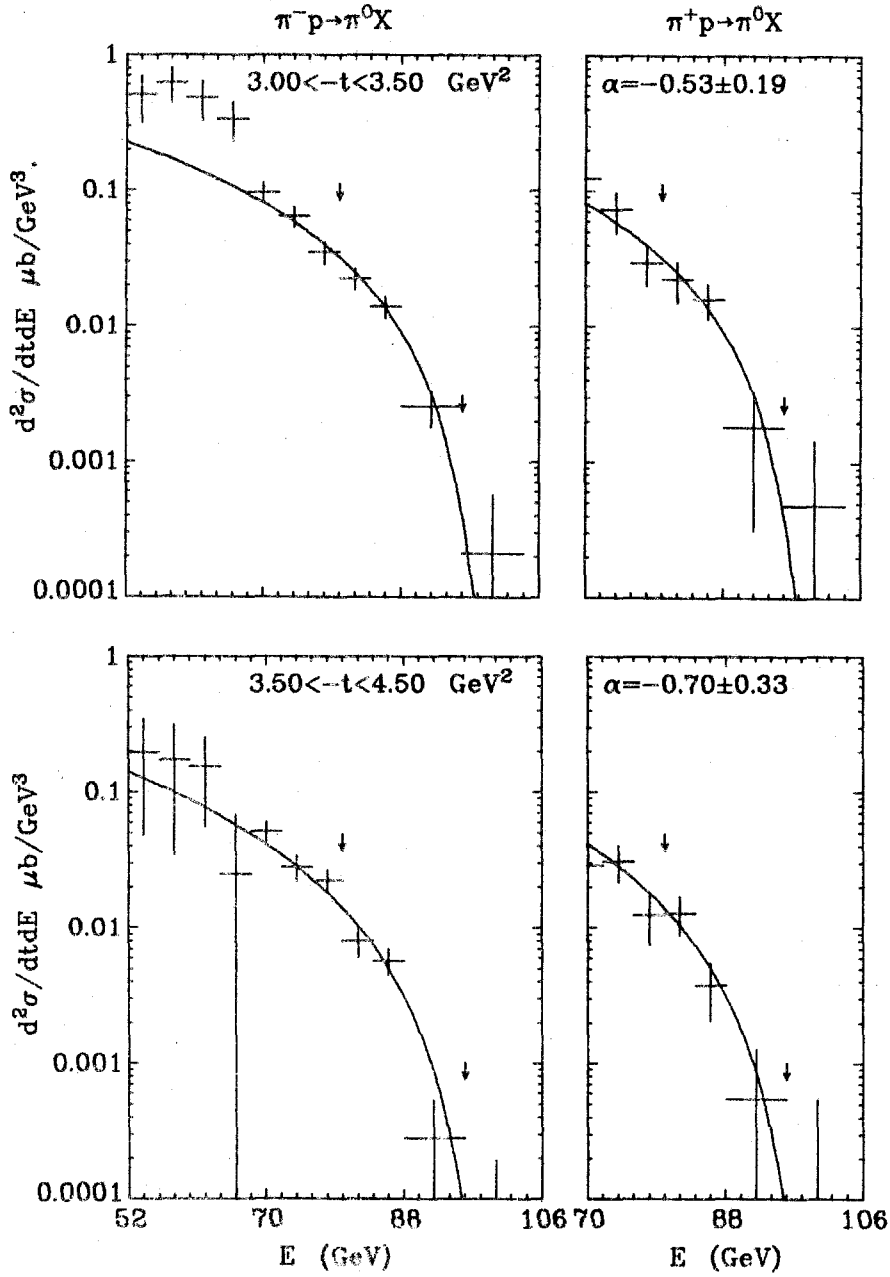 π⁻p→π⁰X
π⁺p→π⁰X
d²σ/dtdE μb/GeV³.
1
0.1
0.01
0.001
0.0001
3.00<-t<3.50 GeV²
α=-0.53±0.19
d²σ/dtdE μb/GeV³
1
0.1
0.01
0.001
0.0001
3.50<-t<4.50 GeV²
α=-0.70±0.33
52 70 88 106
70 88 106
E (GeV)
E (GeV)